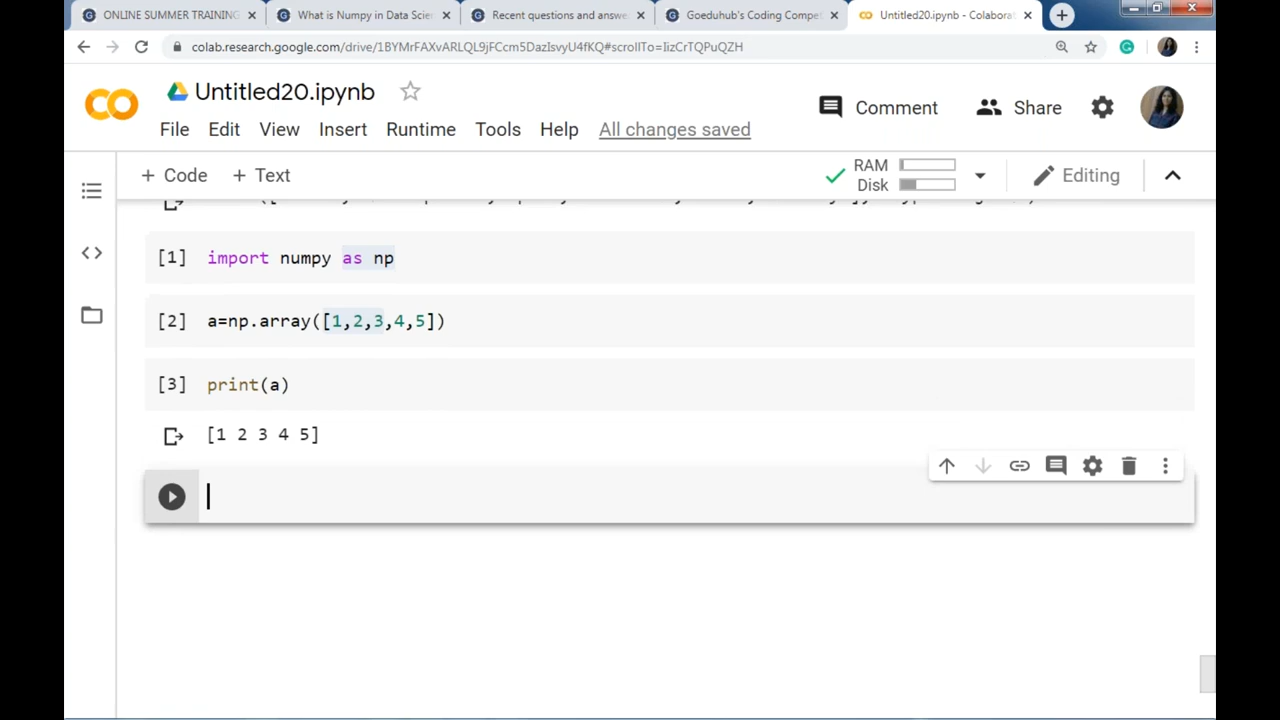 ONLINE SUMMER TRAINING
What is Numpy in Data Scien
Recent questions and answe
Goeduhub's Coding Compet
Untitled20.ipynb - Colaborat
colab.research.google.com/drive/1BYMrFAXvARLQL9jFCcm5DazIsvyU4fKQ#scrollTo=IizCrTQPuQZH
CO Untitled20.ipynb
Comment Share
File Edit View Insert Runtime Tools Help All changes saved
+ Code + Text
RAM
Disk
Editing
[1] import numpy as np
[2] a=np.array([1,2,3,4,5])
[3] print(a)
[1 2 3 4 5]